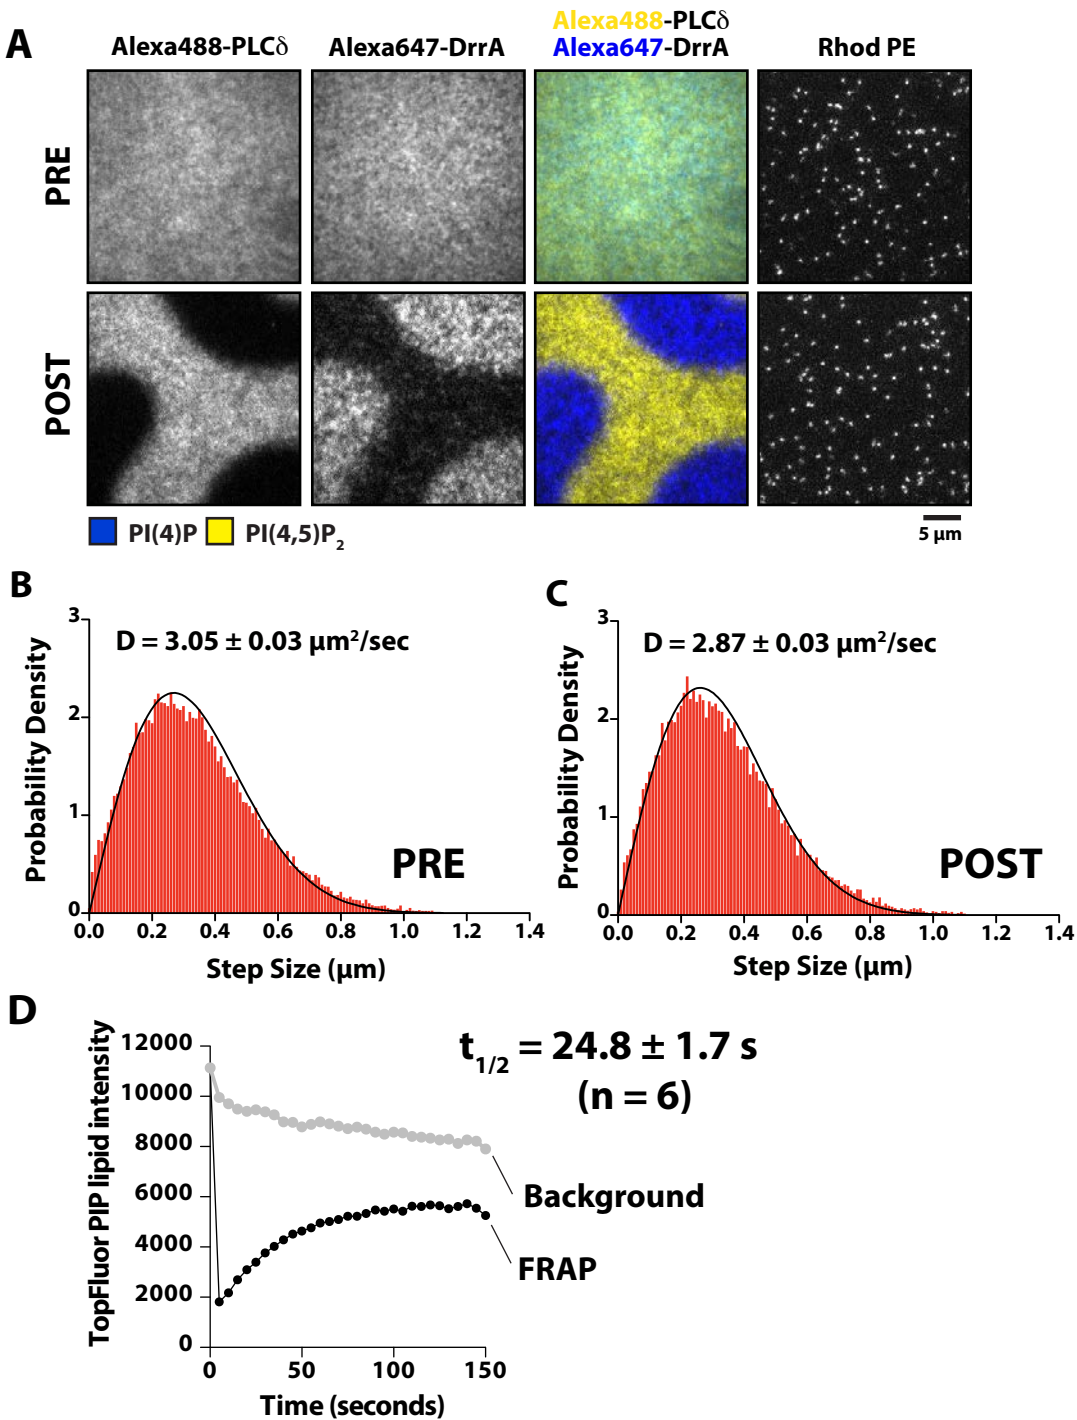 A
Alexa488-PLCδ
Alexa647-DrrA
Alexa488-PLCδ
Alexa647-DrrA
Rhod PE
PRE
POST
PI(4)P
PI(4,5)P₂
5 µm
B
D = 3.05 ± 0.03 µm²/sec
Probability Density
3
2
1
0
PRE
0.0 0.2 0.4 0.6 0.8 1.0 1.2 1.4
Step Size (µm)
C
D = 2.87 ± 0.03 µm²/sec
Probability Density
3
2
1
0
POST
0.0 0.2 0.4 0.6 0.8 1.0 1.2 1.4
Step Size (µm)
D
t₁/₂ = 24.8 ± 1.7 s
(n = 6)
TopFluor PIP lipid intensity
12000
10000
8000
6000
4000
2000
0
Background
FRAP
0 50 100 150
Time (seconds)